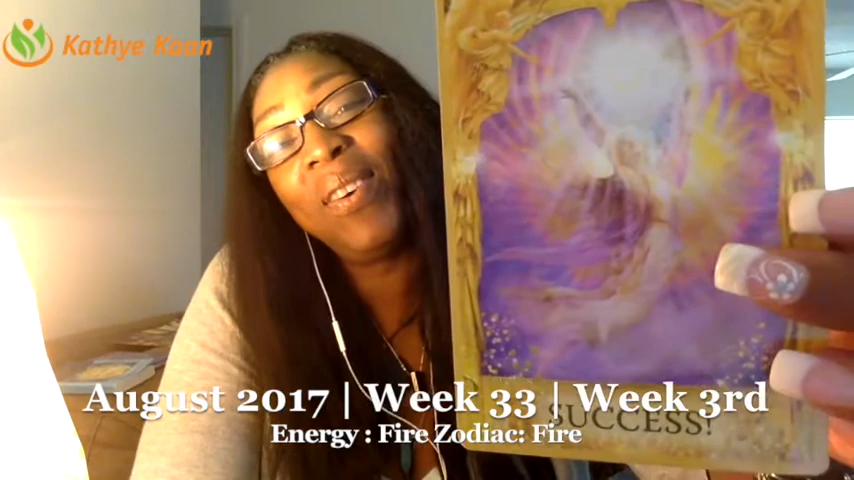 Kathye Kaan
August 2017 | Week 33 | Week 3rd
SUCCESS!
Energy : Fire Zodiac: Fire